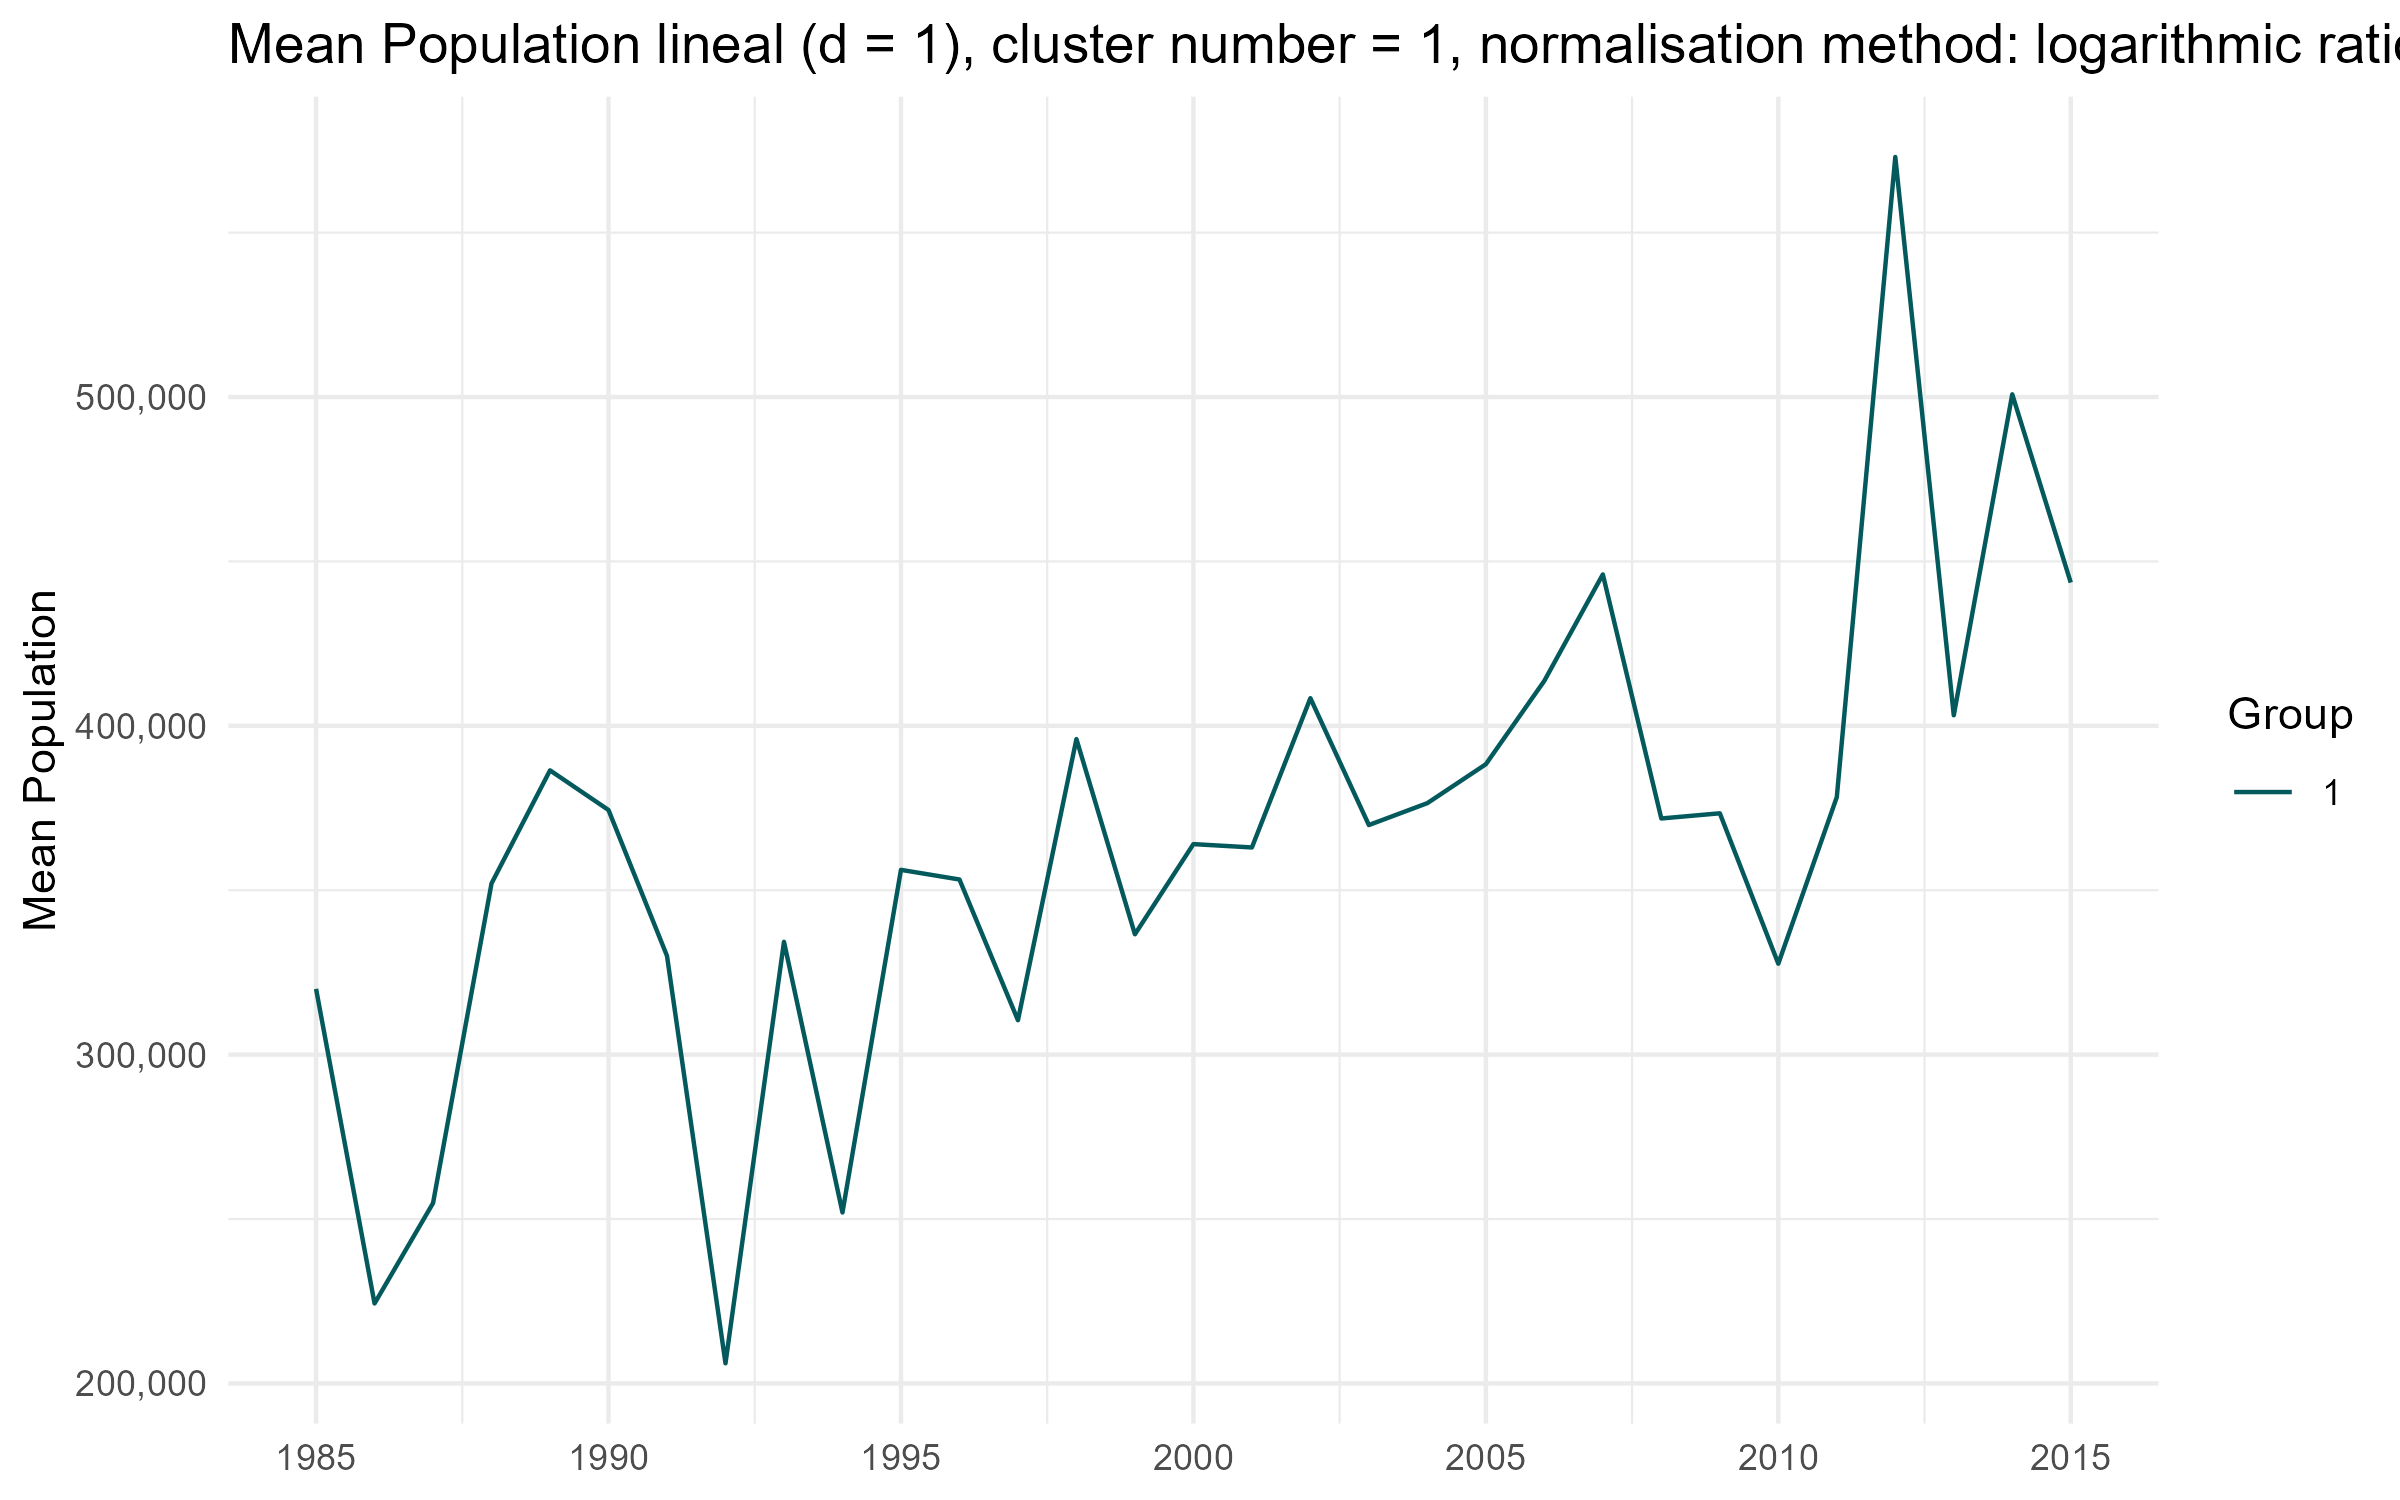 Mean Population lineal (d = 1), cluster number = 1, normalisation method: logarithmic
Mean Population
500,000
400,000
300,000
200,000
1985 1990 1995 2000 2005 2010 2015
Group
1